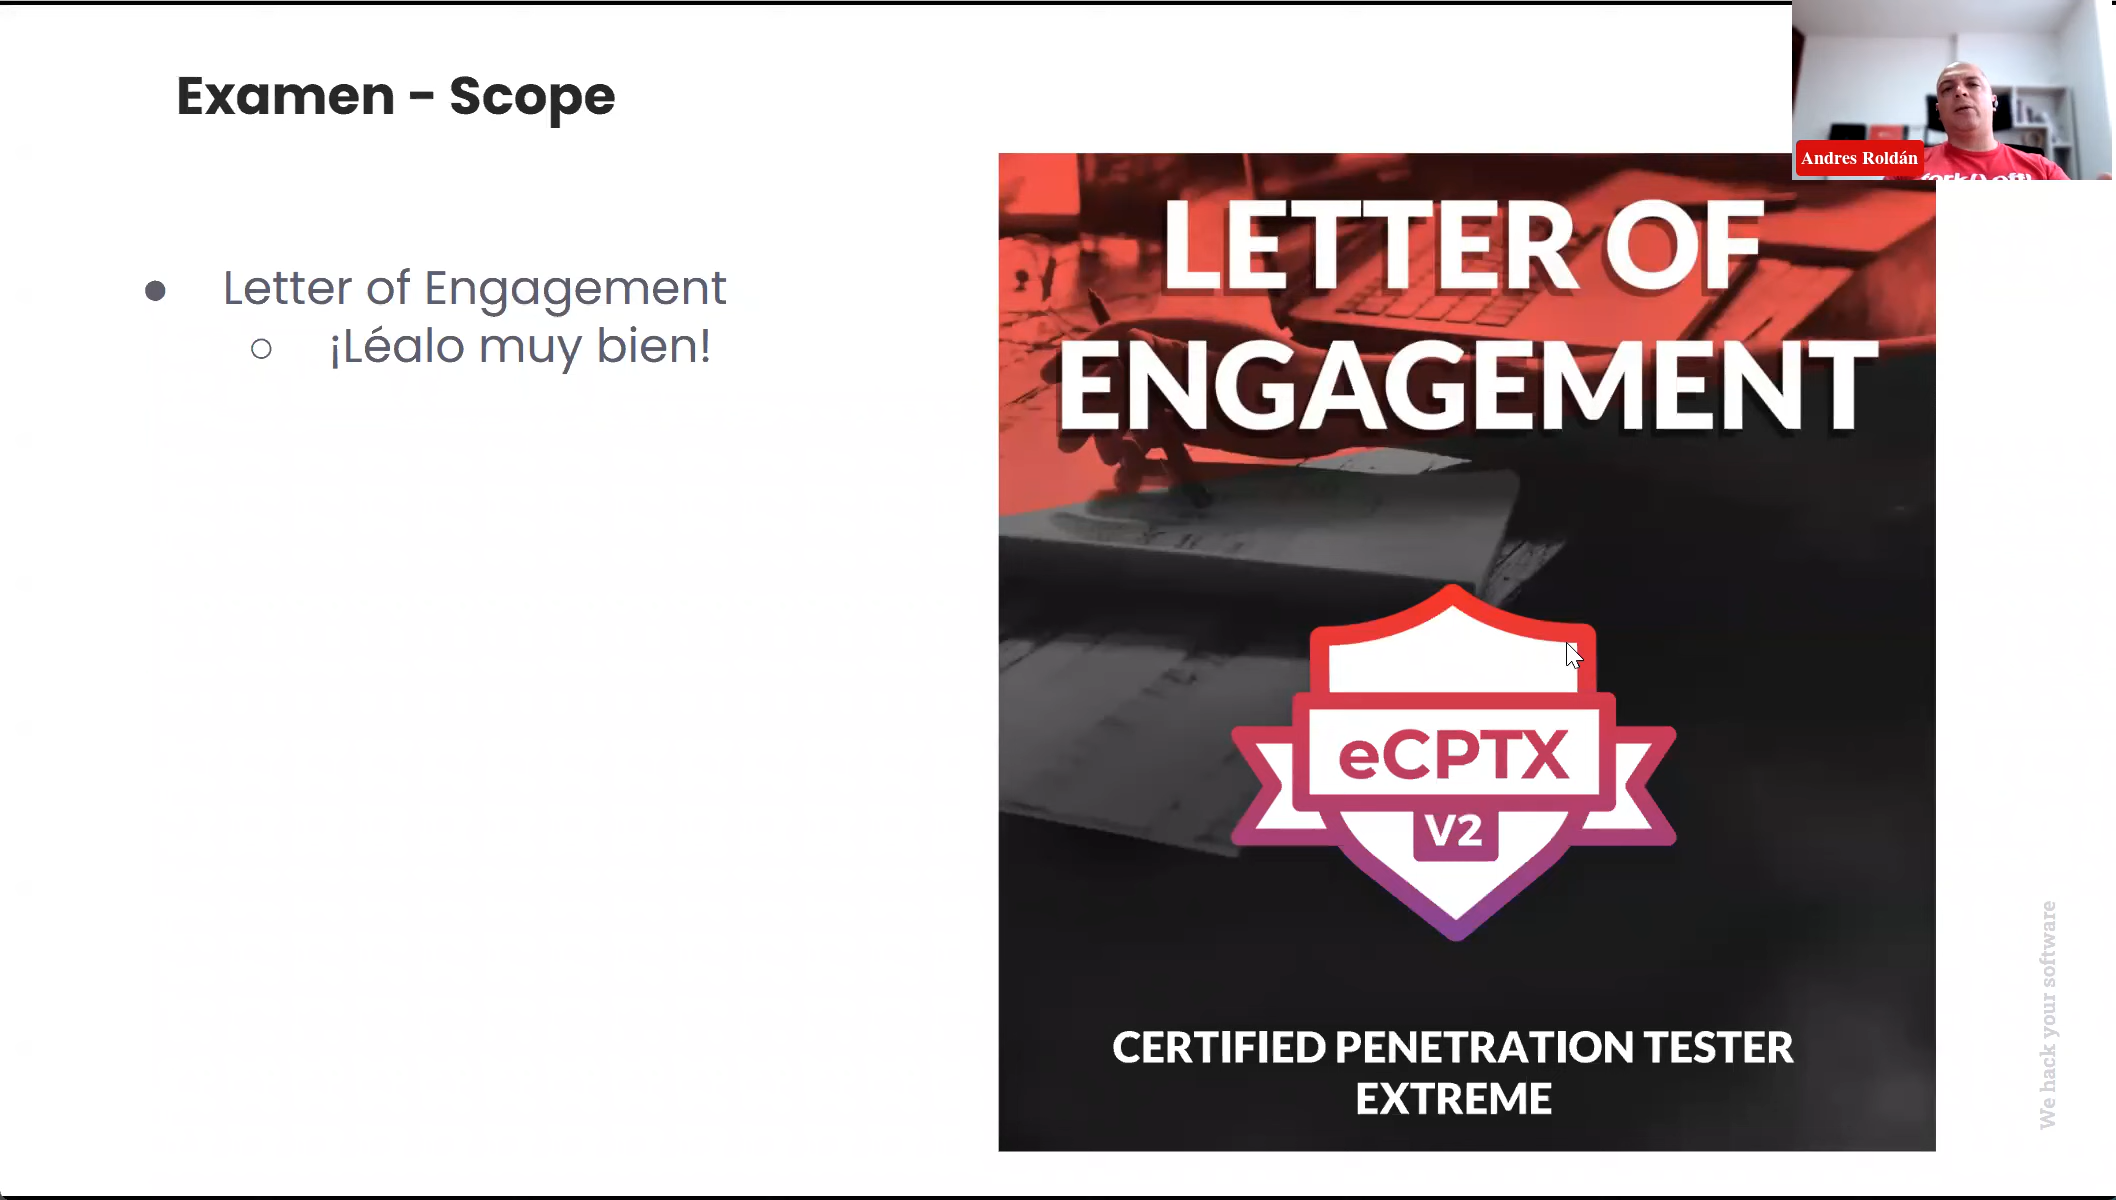 Examen - Scope
Andres Roldán
Letter of Engagement
¡Léalo muy bien!
LETTER OF
ENGAGEMENT
eCPTX
V2
CERTIFIED PENETRATION TESTER
EXTREME
We hack your software